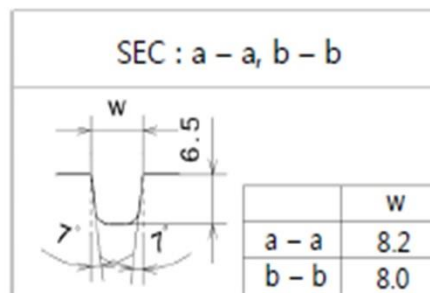 SEC : a – a, b – b
w
6.5
7° 7°
w
a – a 8.2
b – b 8.0